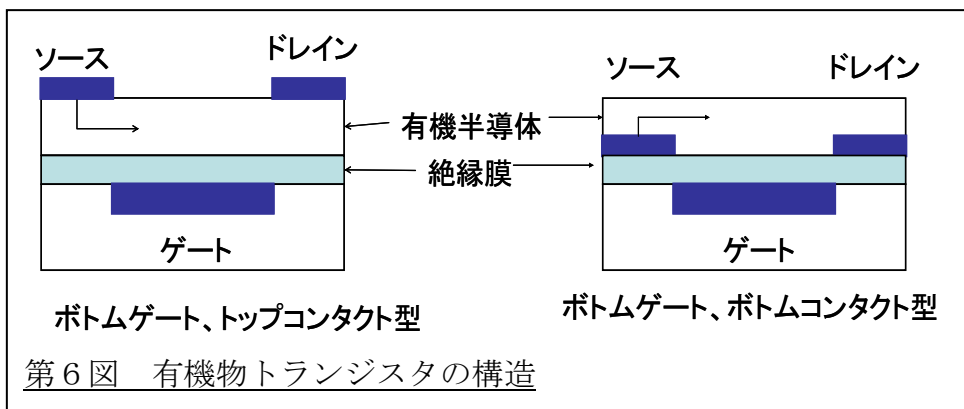 ソース
ドレイン
ソース
ドレイン
有機半導体
絶縁膜
ゲート
ゲート
ボトムゲート、トップコンタクト型
ボトムゲート、ボトムコンタクト型
第6図　有機物トランジスタの構造